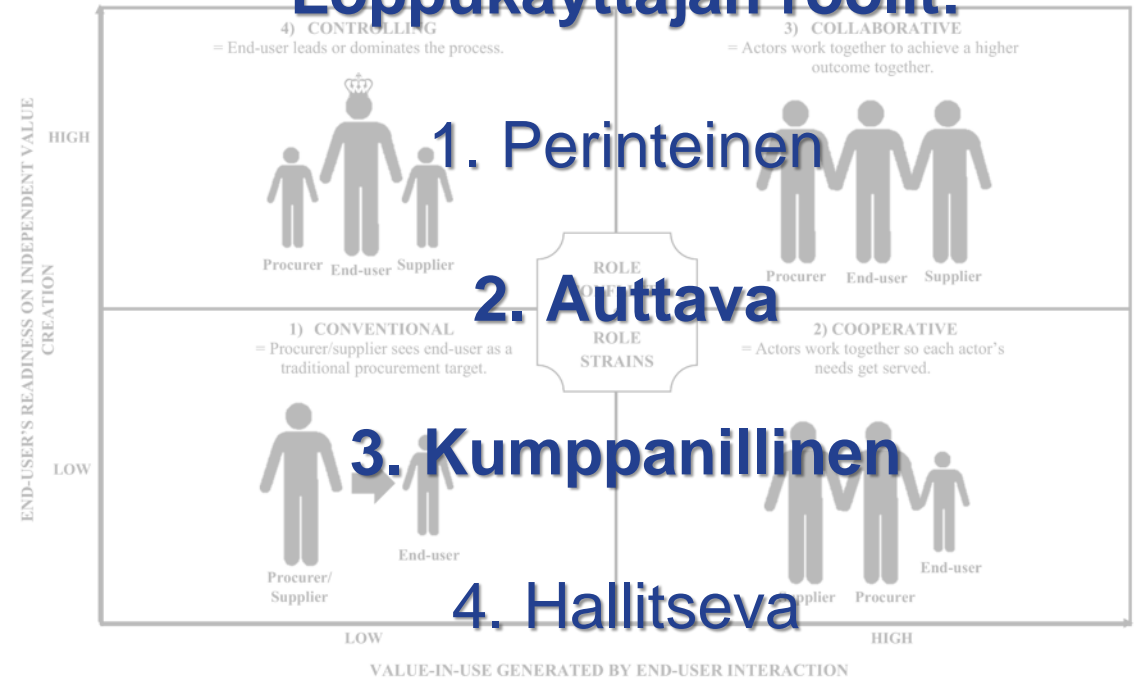 Loppukäyttäjän roolit:
1. Perinteinen
2. Auttava
3. Kumppanillinen
4. Hallitseva
4) CONTROLLING
= End-user leads or dominates the process.
Procurer End-user Supplier
3) COLLABORATIVE
= Actors work together to achieve a higher
outcome together.
Procurer End-user Supplier
ROLE
ROLE
STRAINS
1) CONVENTIONAL
= Procurer/supplier sees end-user as a
traditional procurement target.
Procurer/
Supplier
End-user
2) COOPERATIVE
= Actors work together so each actor's
needs get served.
Supplier Procurer
End-user
END-USER'S READINESS ON INDEPENDENT VALUE
CREATION
HIGH
LOW
LOW
HIGH
VALUE-IN-USE GENERATED BY END-USER INTERACTION